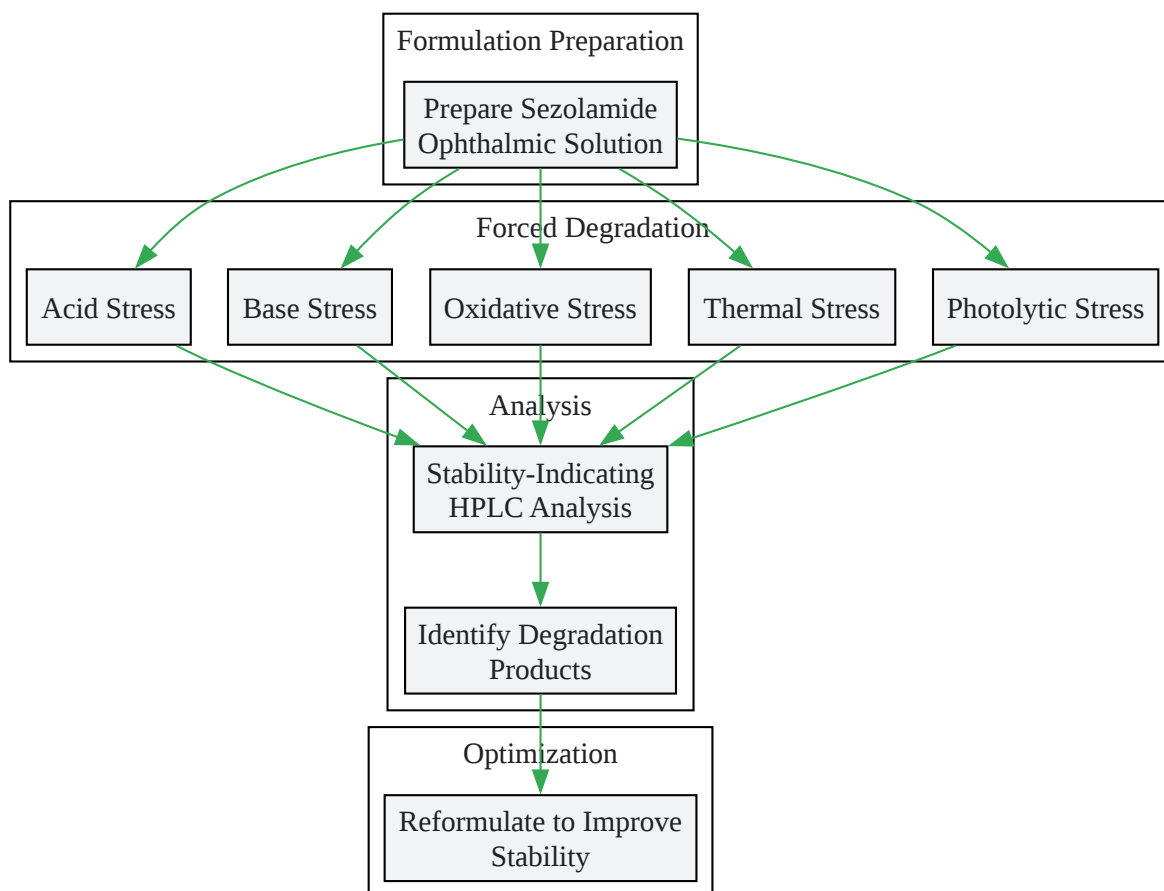 Formulation Preparation
Prepare Sezolamide
Ophthalmic Solution
Forced Degradation
Acid Stress
Base Stress
Oxidative Stress
Thermal Stress
Photolytic Stress
Analysis
Stability-Indicating
HPLC Analysis
Identify Degradation
Products
Optimization
Reformulate to Improve
Stability